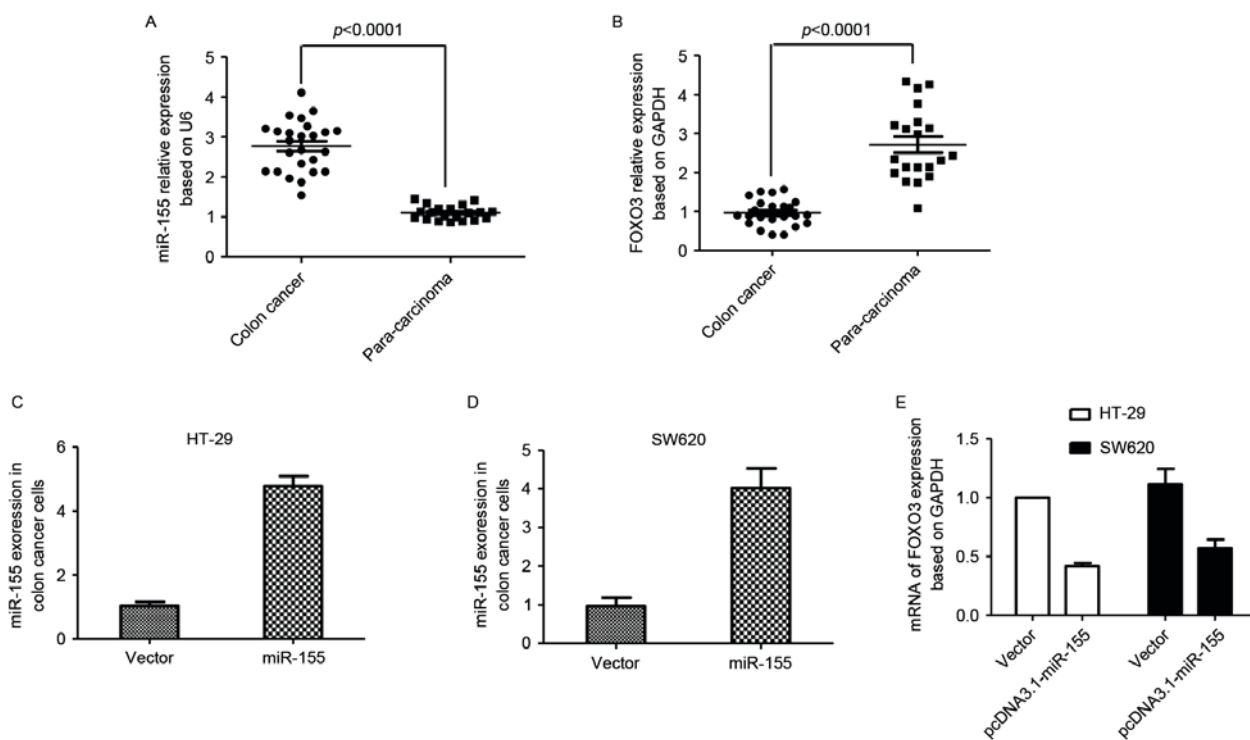 A
p<0.0001
miR-155 relative expression
based on U6
5
4
3
2
1
0
Colon cancer
Para-carcinoma
B
p<0.0001
FOXO3 relative expression
based on GAPDH
5
4
3
2
1
0
Colon cancer
Para-carcinoma
C
HT-29
miR-155 exoression in
colon cancer cells
6
4
2
0
Vector
miR-155
D
SW620
miR-155 exoression in
colon cancer cells
5
4
3
2
1
0
Vector
miR-155
E
HT-29
SW620
mRNA of FOXO3 expression
based on GAPDH
1.5
1.0
0.5
0.0
Vector
pcDNA3.1-miR-155
Vector
pcDNA3.1-miR-155